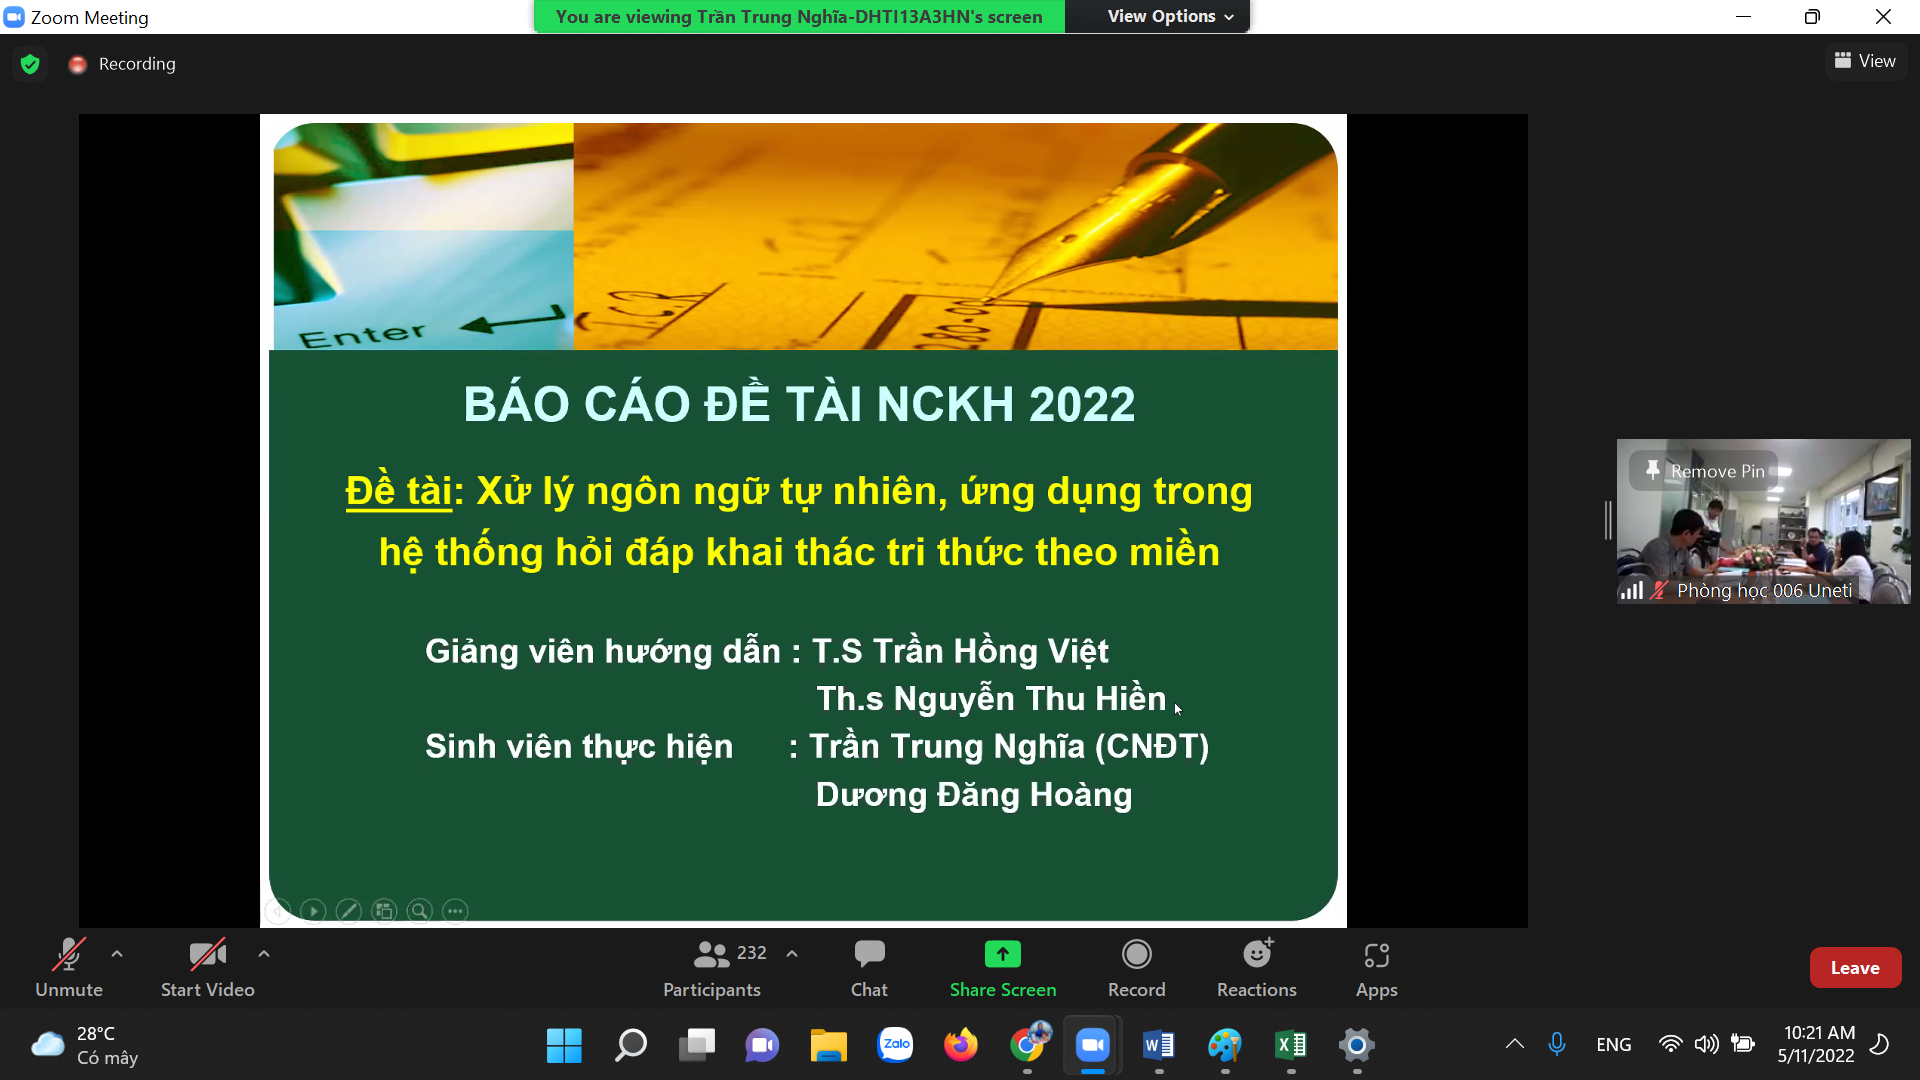 Zoom Meeting
You are viewing Trần Trung Nghĩa-DHTI13A3HN's screen
View Options
Recording
View
Enter
I.C.R
280-0
BÁO CÁO ĐỀ TÀI NCKH 2022
Đề tài: Xử lý ngôn ngữ tự nhiên, ứng dụng trong
hệ thống hỏi đáp khai thác tri thức theo miền
Giảng viên hướng dẫn : T.S Trần Hồng Việt
Th.s Nguyễn Thu Hiền
Sinh viên thực hiện : Trần Trung Nghĩa (CNĐT)
Dương Đăng Hoàng
Remove Pin
Phòng học 006 Uneti
Unmute
Start Video
232
Participants
Chat
Share Screen
Record
Reactions
Apps
Leave
28°C
Có mây
Zalo
ENG
10:21 AM
5/11/2022